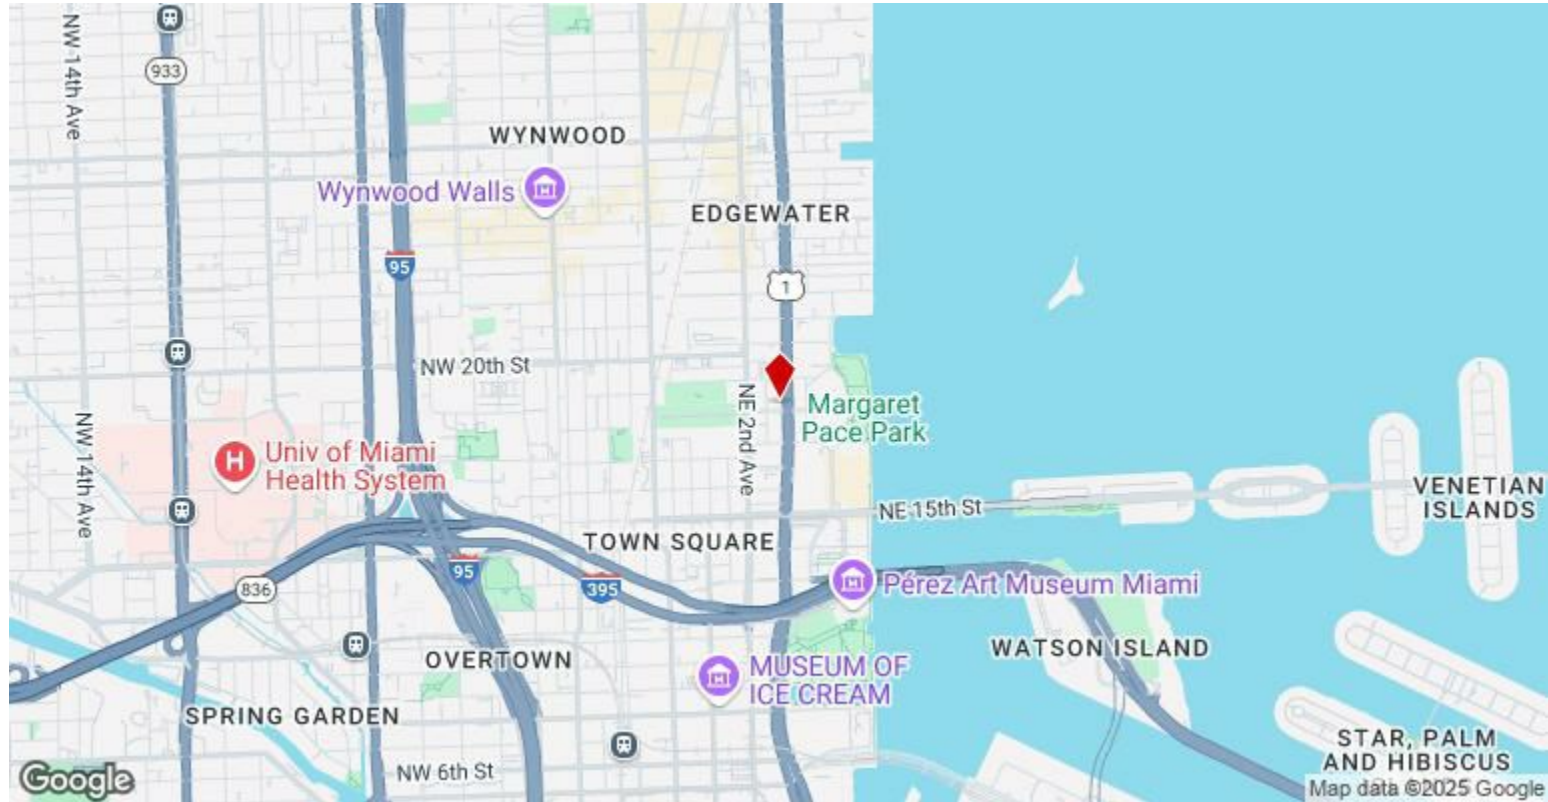 NW 14th Ave
933
WYNWOOD
Wynwood Walls
EDGEWATER
95
1
NW 20th St
NE 2nd Ave
Margaret
Pace Park
NW 14th Ave
H
Univ of Miami
Health System
VENETIAN
ISLANDS
NE 15th St
TOWN SQUARE
95
395
836
Pérez Art Museum Miami
OVERTOWN
WATSON ISLAND
MUSEUM OF
ICE CREAM
SPRING GARDEN
STAR, PALM
AND HIBISCUS
NW 6th St
Google
Map data ©2025 Google